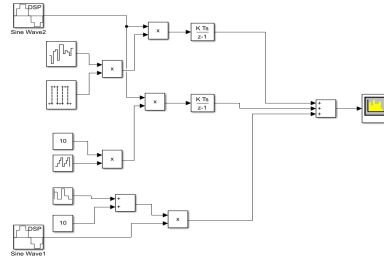 DSP
Sine Wave2
x
K Ts
z-1
x
x
K Ts
z-1
+
+
+
10
x
+
+
10
x
DSP
Sine Wave1